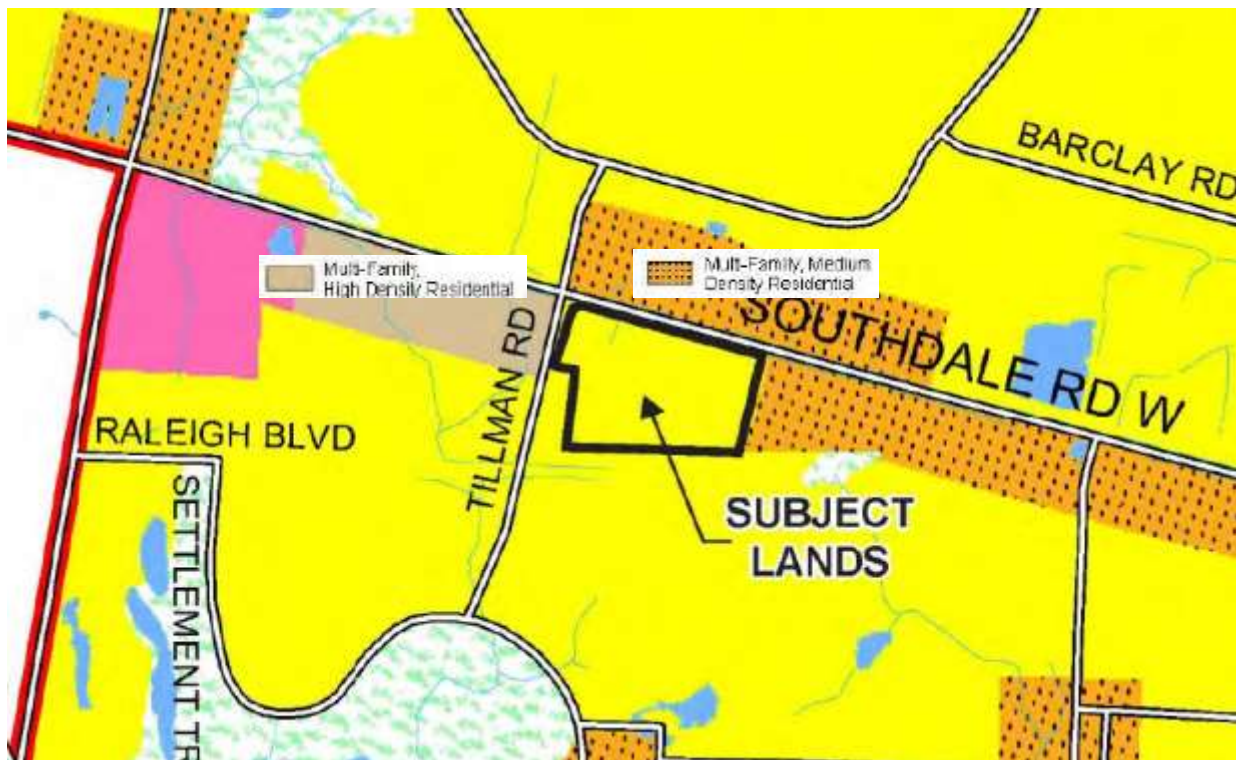 BARCLAY RD
Multi-Family,
High Density Residential
Multi-Family, Medium
Density Residential
SOUTHDALE RD W
TILLMAN RD
RALEIGH BLVD
SETTLEMENT TR
SUBJECT
LANDS